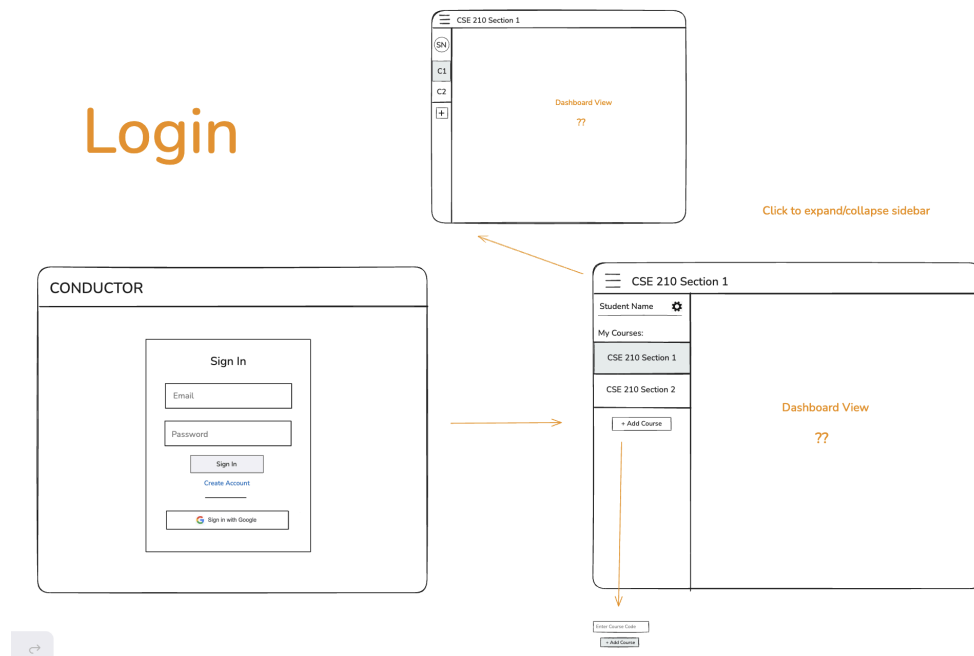 CSE 210 Section 1
SN
C1
C2
+
Dashboard View
??
Login
Click to expand/collapse sidebar
CONDUCTOR
Sign In
Email
Password
Sign In
Create Account
Sign in with Google
CSE 210 Section 1
Student Name
My Courses:
CSE 210 Section 1
CSE 210 Section 2
+ Add Course
Dashboard View
??
Enter Course Code
+ Add Course